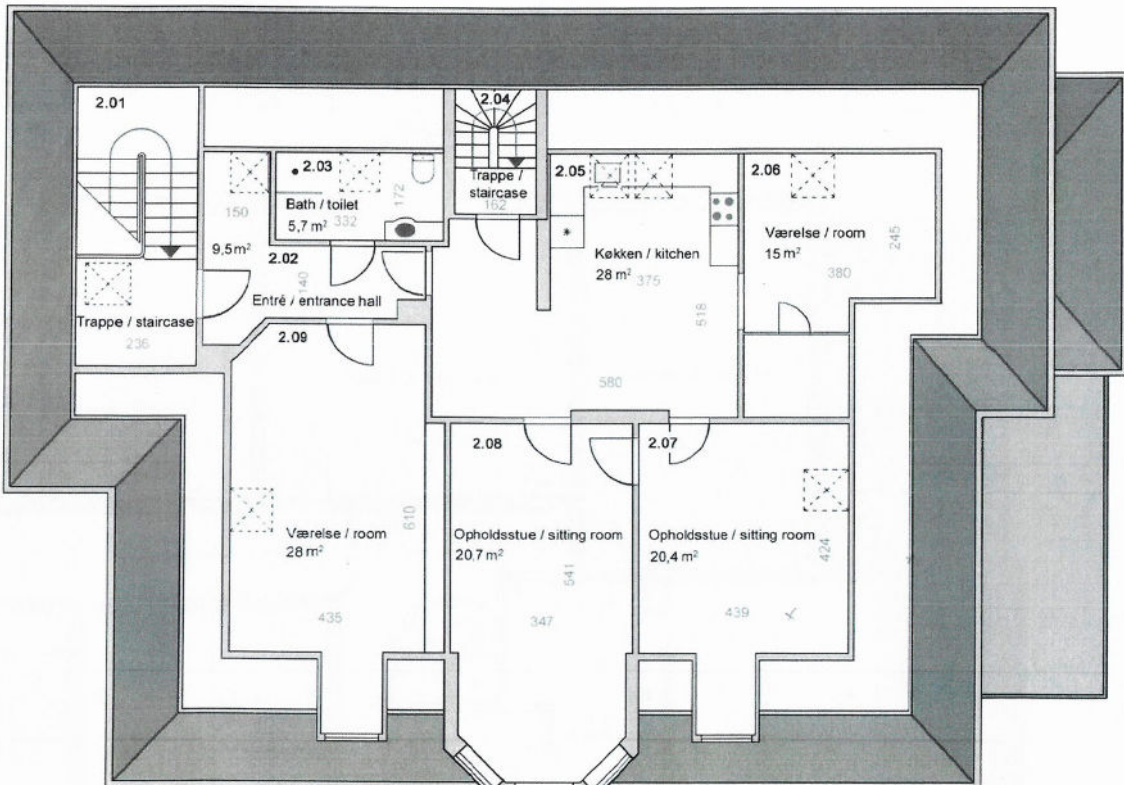 2.01
2.04
2.03
Bath / toilet
5,7 m²
332
172
Trappe /
staircase
162
2.05
2.06
150
9,5 m²
2.02
140
Entré / entrance hall
Køkken / kitchen
28 m²
375
518
580
Værelse / room
15 m²
380
245
Trappe / staircase
236
2.09
2.08
2.07
Værelse / room
28 m²
610
435
Opholdsstue / sitting room
20,7 m²
541
347
Opholdsstue / sitting room
20,4 m²
424
439